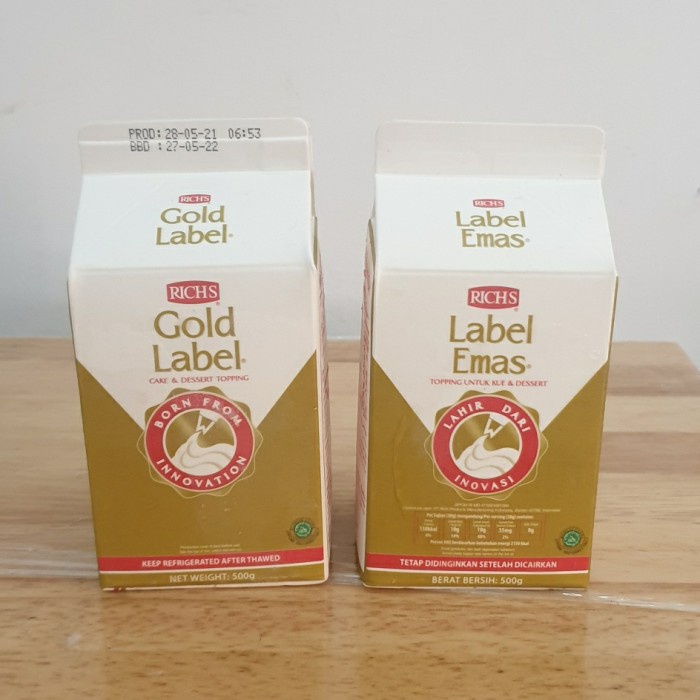 PROD: 28-05-21 06:53
BBD : 27-05-22
RICH'S
Gold
Label
RICH'S
Gold
Label
CAKE & DESSERT TOPPING
BORN FROM
INNOVATION
KEEP REFRIGERATED AFTER THAWED
NET WEIGHT: 500g
RICH'S
Label
Emas
RICH'S
Label
Emas
TOPPING UNTUK KUE & DESSERT
LAHIR DARI
INOVASI
TETAP DIDINGINKAN SETELAH DICAIRKAN
BERAT BERSIH: 500g